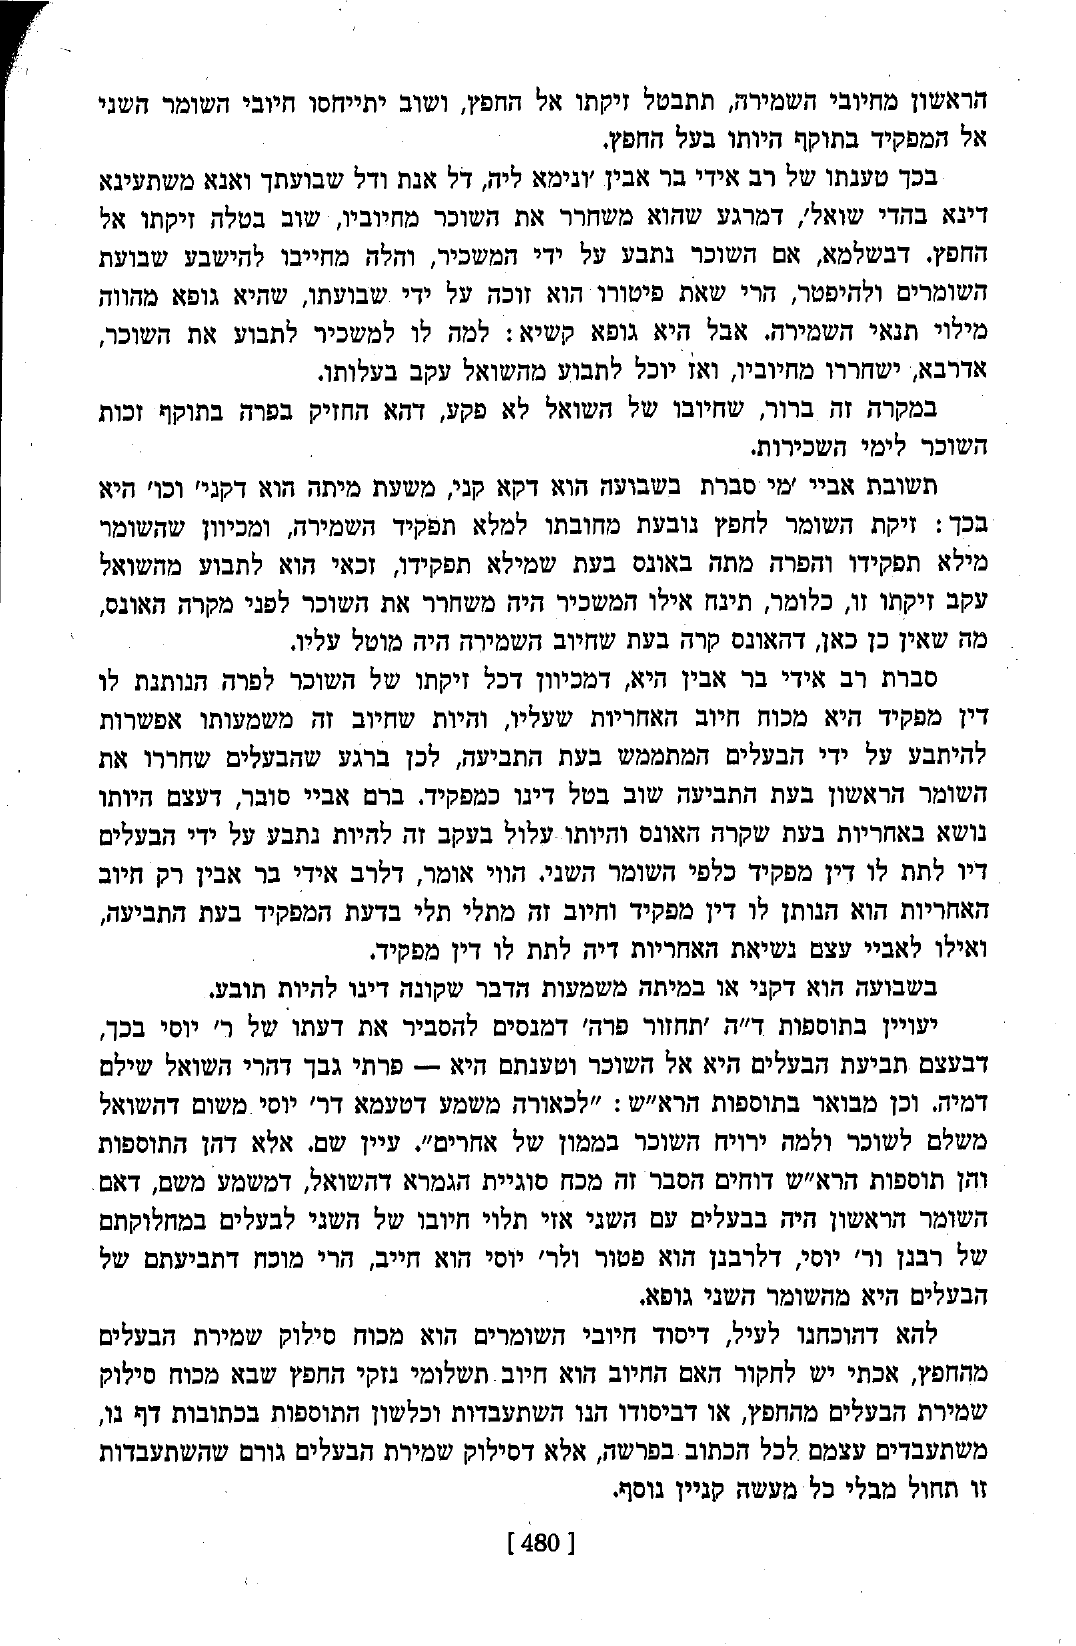 הראשון מחיובי השמירה, תתבטל זיקתו אל החפץ, ושוב יתייחסו חיובי השומר השני
אל המפקיד בתוקף היותו בעל החפץ.
בכך טענתו של רב אידי בר אבין 'ונימא ליה, דל אנת ודל שבועתך ואנא משתעינא
דינא בהדי שואל', דמרגע שהוא משחרר את השוכר מחיוביו, שוב בטלה זיקתו אל
החפץ. דבשלמא, אם השוכר נתבע על ידי המשכיר, והלה מחייבו להישבע שבועת
השומרים ולהיפטר, הרי שאת פיטורו הוא זוכה על ידי שבועתו, שהיא גופא מהווה
מילוי תנאי השמירה. אבל היא גופא קשיא: למה לו למשכיר לתבוע את השוכר,
אדרבא, ישחררו מחיוביו, ואז יוכל לתבוע מהשואל עקב בעלותו.
במקרה זה ברור, שחיובו של השואל לא פקע, דהא החזיק בפרה בתוקף זכות
השוכר לימי השכירות.
תשובת אביי 'מי סברת בשבועה הוא דקא קני, משעת מיתה הוא דקני' וכו' היא
בכך: זיקת השומר לחפץ נובעת מחובתו למלא תפקיד השמירה, ומכיוון שהשומר
מילא תפקידו והפרה מתה באונס בעת שמילא תפקידו, זכאי הוא לתבוע מהשואל
עקב זיקתו זו, כלומר, תינח אילו המשכיר היה משחרר את השוכר לפני מקרה האונס,
מה שאין כן כאן, דהאונס קרה בעת שחיוב השמירה היה מוטל עליו.
סברת רב אידי בר אבין היא, דמכיוון דכל זיקתו של השוכר לפרה הנותנת לו
דין מפקיד היא מכוח חיוב האחריות שעליו, והיות שחיוב זה משמעותו אפשרות
להיתבע על ידי הבעלים המתממש בעת התביעה, לכן ברגע שהבעלים שחררו את
השומר הראשון בעת התביעה שוב בטל דינו כמפקיד. ברם אביי סובר, דעצם היותו
נושא באחריות בעת שקרה האונס והיותו עלול בעקב זה להיות נתבע על ידי הבעלים
דיו לתת לו דין מפקיד כלפי השומר השני. הווי אומר, דלרב אידי בר אבין רק חיוב
האחריות הוא הנותן לו דין מפקיד וחיוב זה מתלי תלי בדעת המפקיד בעת התביעה,
ואילו לאביי עצם נשיאת האחריות דיה לתת לו דין מפקיד.
בשבועה הוא דקני או במיתה משמעות הדבר שקונה דינו להיות תובע.
יעויין בתוספות ד"ה 'תחזור פרה' דמנסים להסביר את דעתו של ר' יוסי בכך,
דבעצם תביעת הבעלים היא אל השוכר וטענתם היא — פרתי גבך דהרי השואל שילם
דמיה. וכן מבואר בתוספות הרא"ש: "לכאורה משמע דטעמא דר' יוסי משום דהשואל
משלם לשוכר ולמה ירויח השוכר בממון של אחרים". עיין שם. אלא דהן התוספות
והן תוספות הרא"ש דוחים הסבר זה מכח סוגיית הגמרא דהשואל, דמשמע משם, דאם
השומר הראשון היה בבעלים עם השני אזי תלוי חיובו של השני לבעלים במחלוקתם
של רבנן ור' יוסי, דלרבנן הוא פטור ולר' יוסי הוא חייב, הרי מוכח דתביעתם של
הבעלים היא מהשומר השני גופא.
להא דהוכחנו לעיל, דיסוד חיובי השומרים הוא מכוח סילוק שמירת הבעלים
מהחפץ, אכתי יש לחקור האם החיוב הוא חיוב תשלומי נזקי החפץ שבא מכוח סילוק
שמירת הבעלים מהחפץ, או דביסודו הנו השתעבדות וכלשון התוספות בכתובות דף נו,
משתעבדים עצמם לכל הכתוב בפרשה, אלא דסילוק שמירת הבעלים גורם שהשתעבדות
זו תחול מבלי כל מעשה קניין נוסף.
[ 480 ]